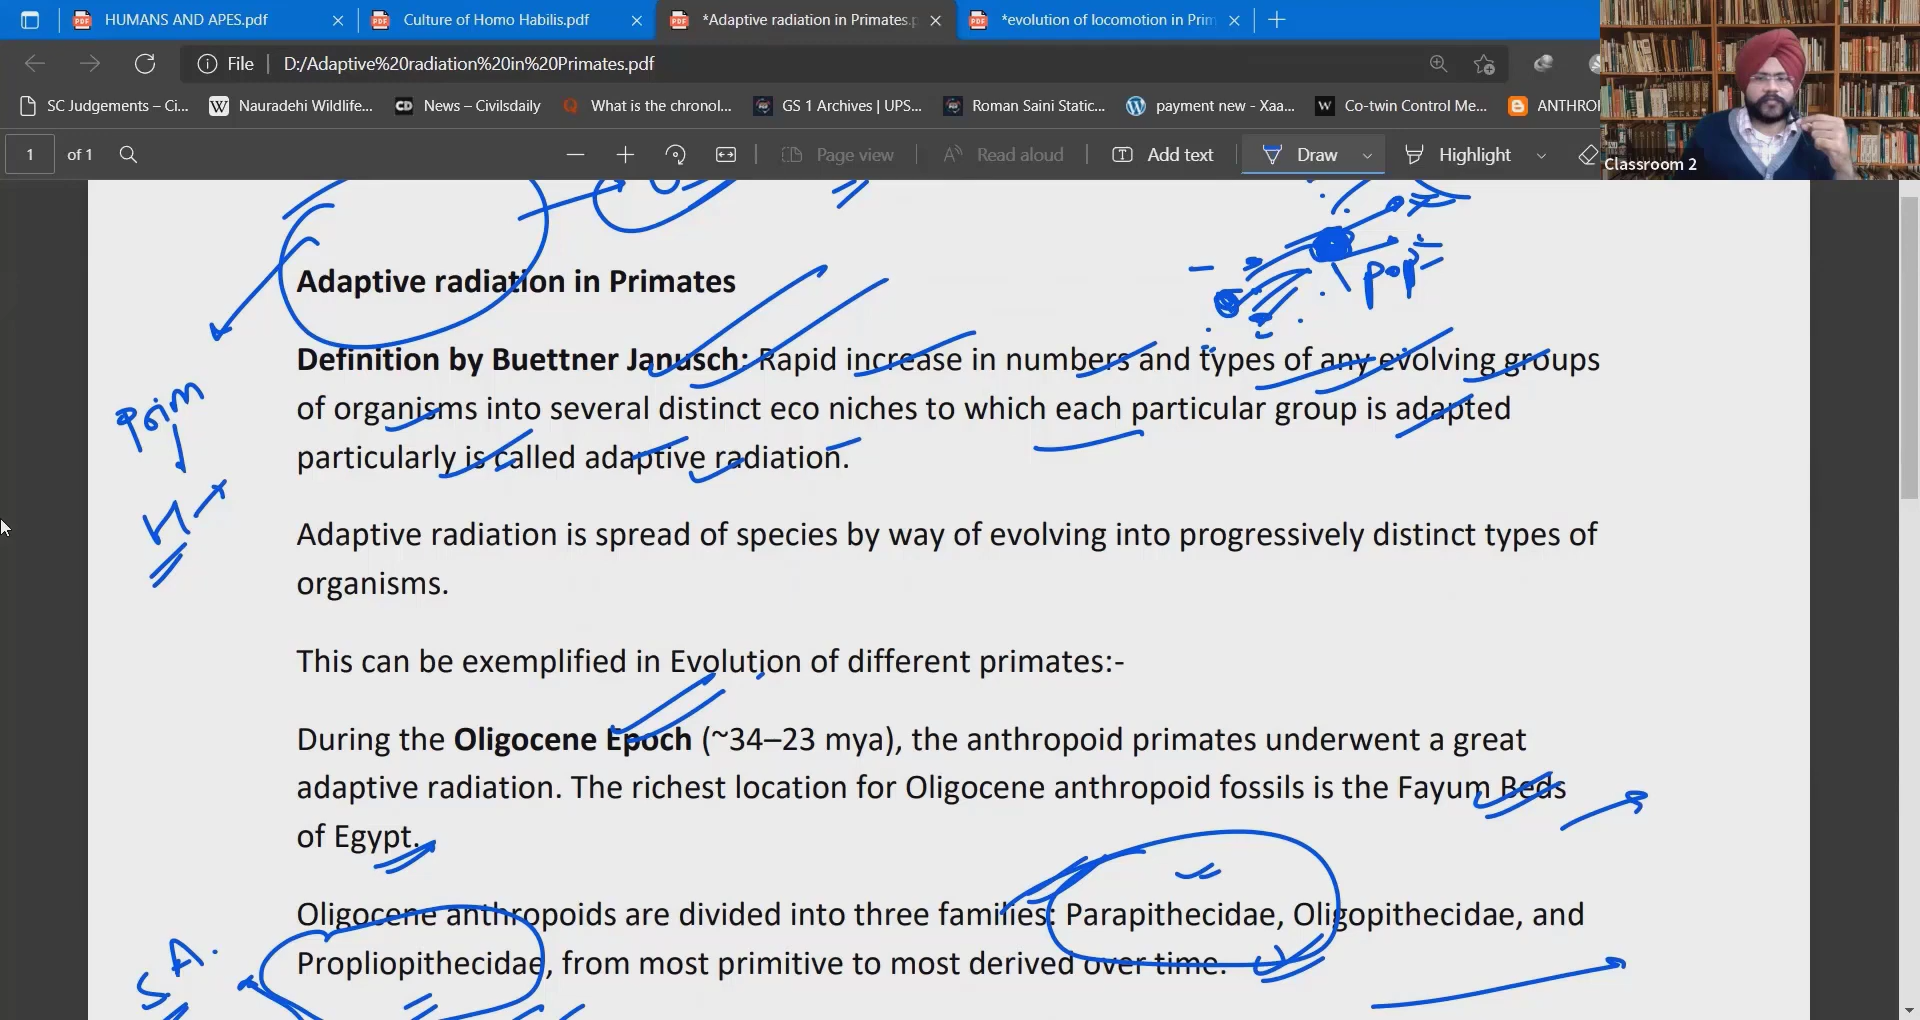 HUMANS AND APES.pdf
Culture of Homo Habilis.pdf
*Adaptive radiation in Primates.p
*evolution of locomotion in Prim
File D:/Adaptive%20radiation%20in%20Primates.pdf
SC Judgements – Ci...
Nauradehi Wildlife...
CD News – Civilsdaily
What is the chronol...
GS 1 Archives | UPS...
Roman Saini Static...
payment new - Xaa...
Co-twin Control Me...
ANTHRO
1 of 1
Page view
Read aloud
Add text
Draw
Highlight
Classroom 2
pop
Adaptive radiation in Primates
Definition by Buettner Janusch: Rapid increase in numbers and types of any evolving groups
of organisms into several distinct eco niches to which each particular group is adapted
particularly is called adaptive radiation.
Prim
H
Adaptive radiation is spread of species by way of evolving into progressively distinct types of
organisms.
This can be exemplified in Evolution of different primates:-
During the Oligocene Epoch (~34–23 mya), the anthropoid primates underwent a great
adaptive radiation. The richest location for Oligocene anthropoid fossils is the Fayum Beds
of Egypt.
Oligocene anthropoids are divided into three families: Parapithecidae, Oligopithecidae, and
Propliopithecidae, from most primitive to most derived over time.
S A.